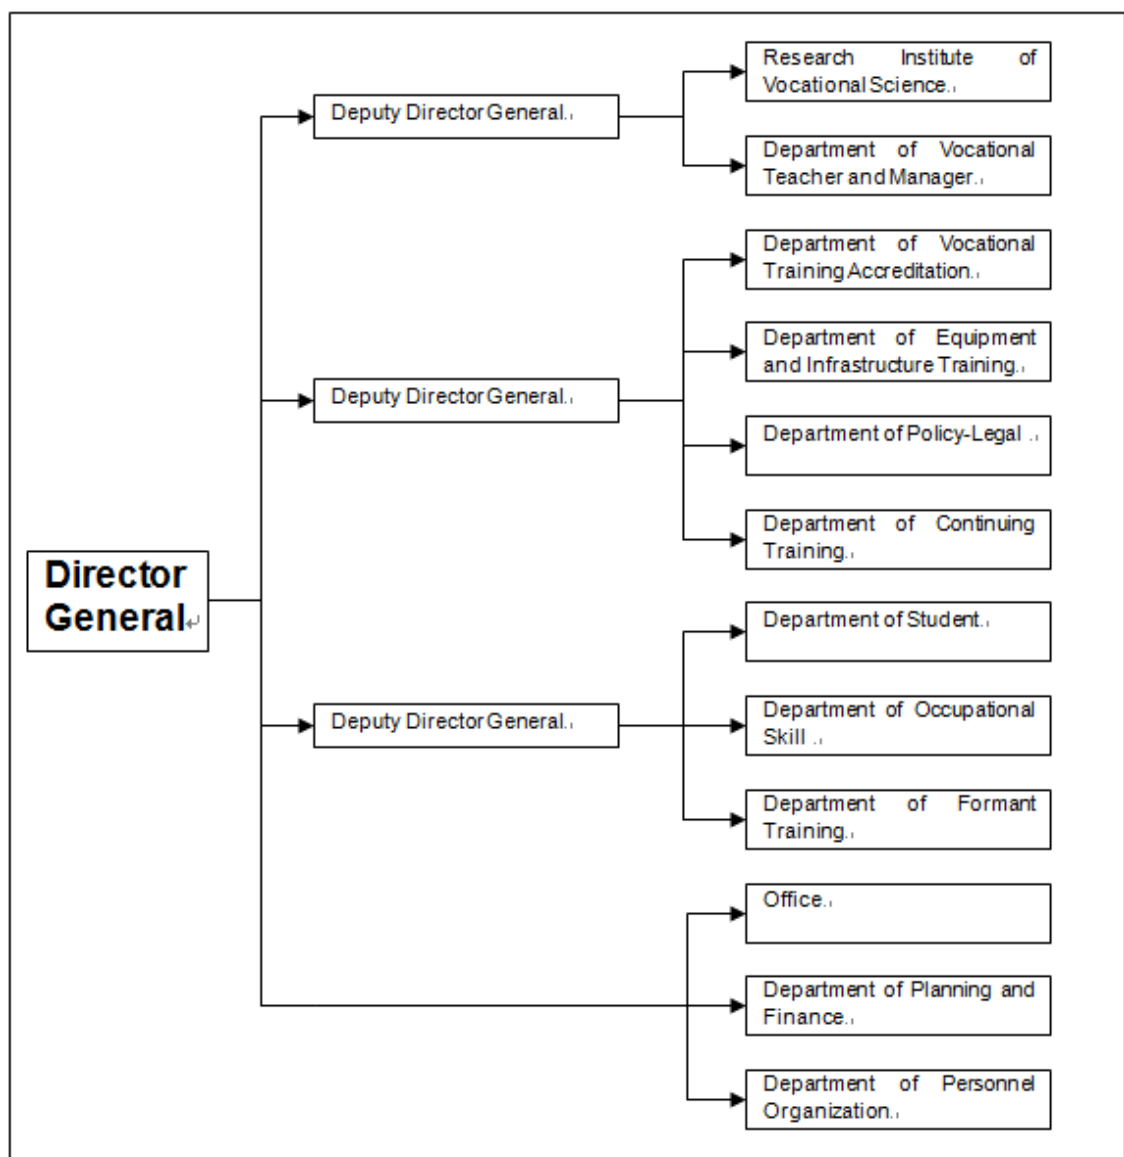 Director
General
Deputy Director General.
Research Institute of
Vocational Science.
Department of Vocational
Teacher and Manager.
Deputy Director General.
Department of Vocational
Training Accreditation.
Department of Equipment
and Infrastructure Training.
Department of Policy-Legal .
Department of Continuing
Training.
Deputy Director General.
Department of Student.
Department of Occupational
Skill .
Department of Formant
Training.
Office.
Department of Planning and
Finance.
Department of Personnel
Organization.